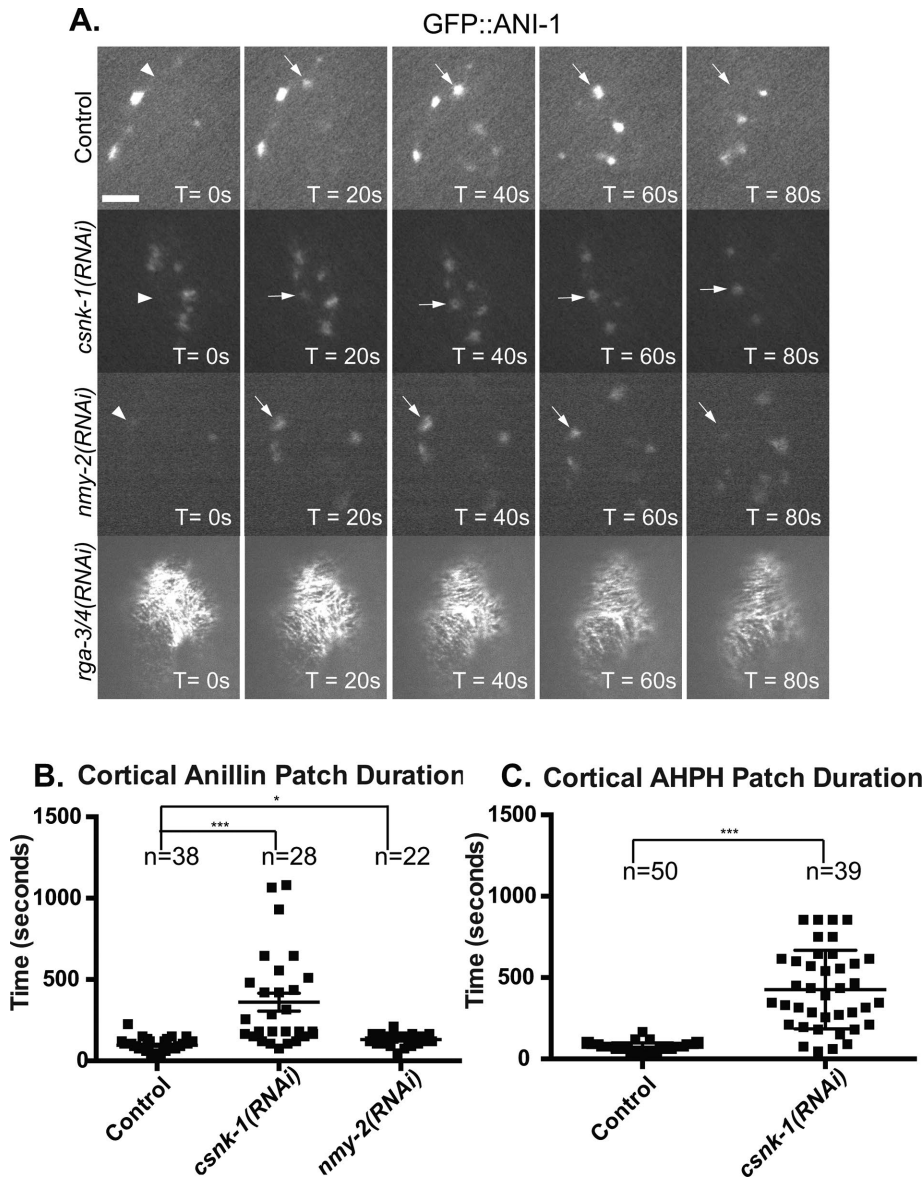 A.
GFP::ANI-1
Control
T= 0s
T = 20s
T = 40s
T = 60s
T = 80s
csnk-1(RNAi)
T= 0s
T = 20s
T = 40s
T = 60s
T = 80s
nmy-2(RNAi)
T= 0s
T = 20s
T = 40s
T = 60s
T = 80s
rga-3/4(RNAi)
T= 0s
T = 20s
T = 40s
T = 60s
T = 80s
B. Cortical Anillin Patch Duration
Time (seconds)
1500
1000
500
0
*
***
n=38
n=28
n=22
Control
csnk-1(RNAi)
nmy-2(RNAi)
C. Cortical AHPH Patch Duration
Time (seconds)
1500
1000
500
0
***
n=50
n=39
Control
csnk-1(RNAi)